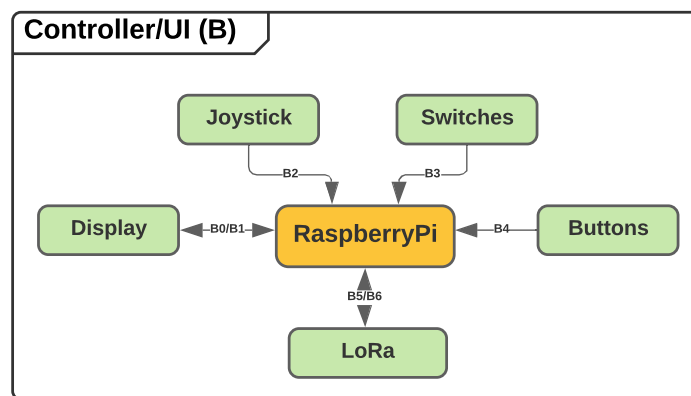 Controller/UI (B)
Joystick
Switches
B2
B3
Display
B0/B1
RaspberryPi
B4
Buttons
B5/B6
LoRa